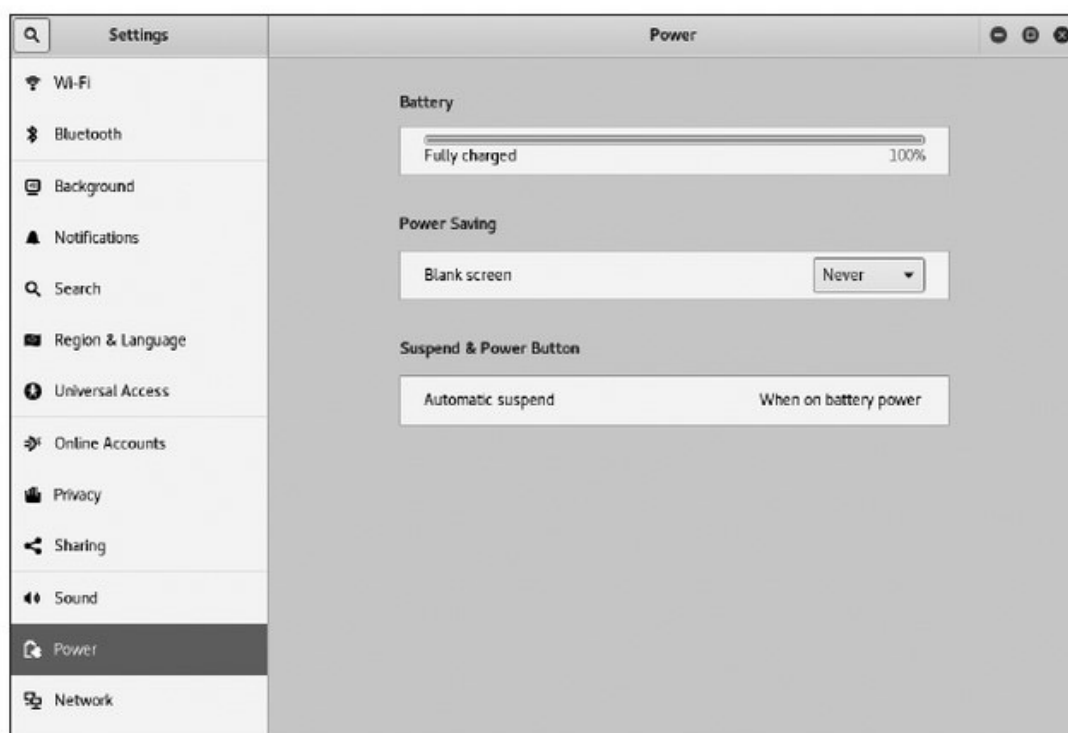 Settings
Power
Wi-Fi
Bluetooth
Background
Notifications
Search
Region & Language
Universal Access
Online Accounts
Privacy
Sharing
Sound
Power
Network
Battery
Fully charged 100%
Power Saving
Blank screen Never
Suspend & Power Button
Automatic suspend When on battery power